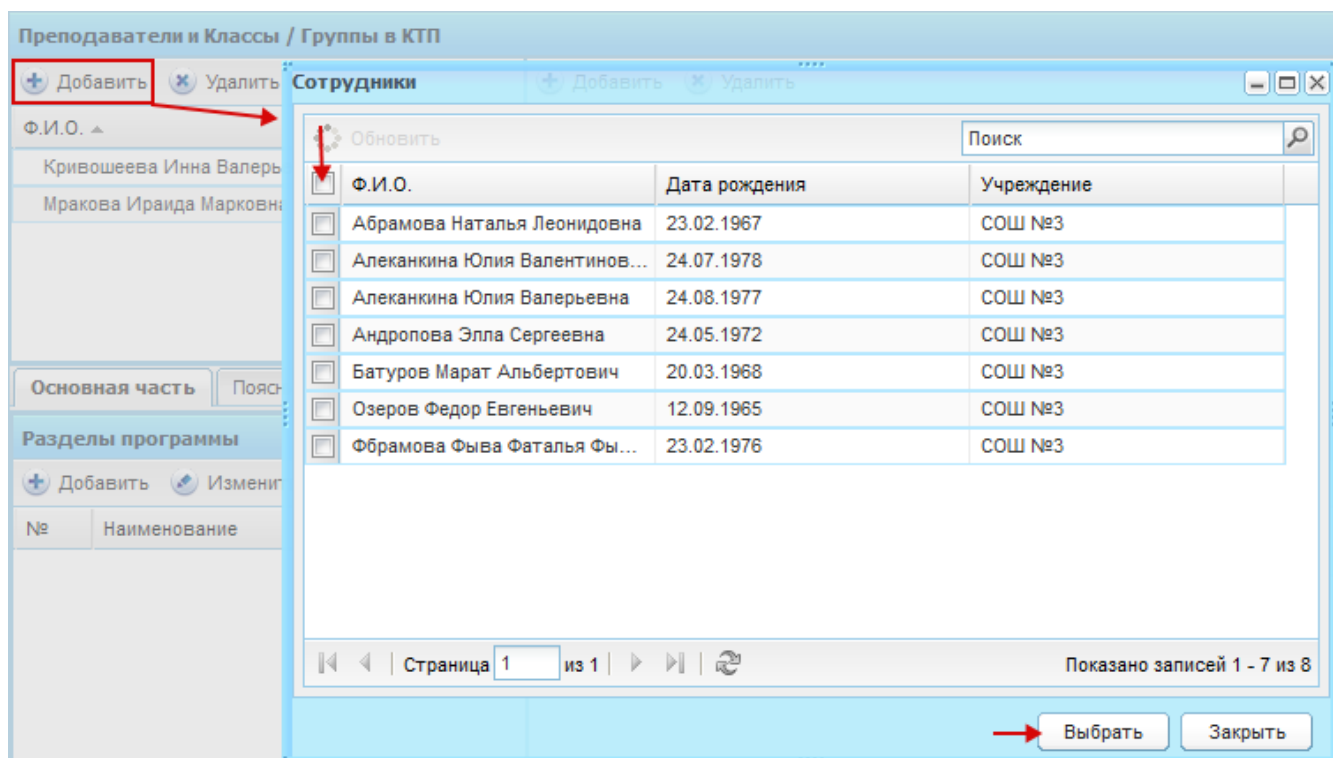 Преподаватели и Классы / Группы в КТП
Добавить Удалить
Ф.И.О.
Кривошеева Инна Валерь
Мракова Ираида Марковна
Основная часть Поясн
Разделы программы
Добавить Изменит
№ Наименование
Сотрудники Добавить Удалить
Обновить Поиск
Ф.И.О. Дата рождения Учреждение
Абрамова Наталья Леонидовна 23.02.1967 СОШ №3
Алеканкина Юлия Валентинов... 24.07.1978 СОШ №3
Алеканкина Юлия Валерьевна 24.08.1977 СОШ №3
Андропова Элла Сергеевна 24.05.1972 СОШ №3
Батуров Марат Альбертович 20.03.1968 СОШ №3
Озеров Федор Евгеньевич 12.09.1965 СОШ №3
Фбрамова Фыва Фаталья Фы... 23.02.1976 СОШ №3
Страница 1 из 1 Показано записей 1 - 7 из 8
Выбрать Закрыть